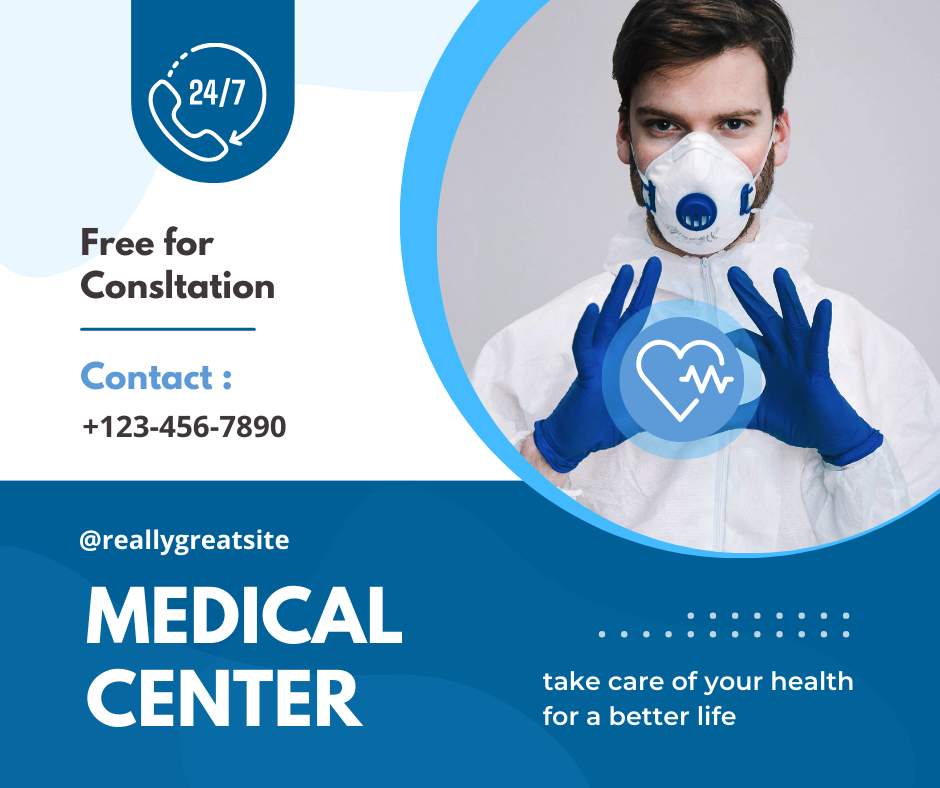 24/7
Free for
Consltation
Contact :
+123-456-7890
@reallygreatsite
MEDICAL
CENTER
take care of your health
for a better life